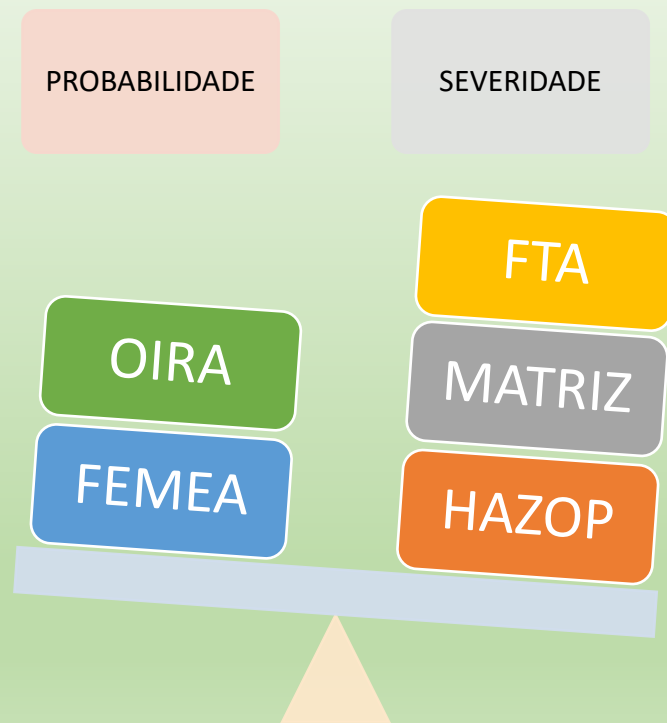 PROBABILIDADE
SEVERIDADE
FTA
OIRA
MATRIZ
FEMEA
HAZOP